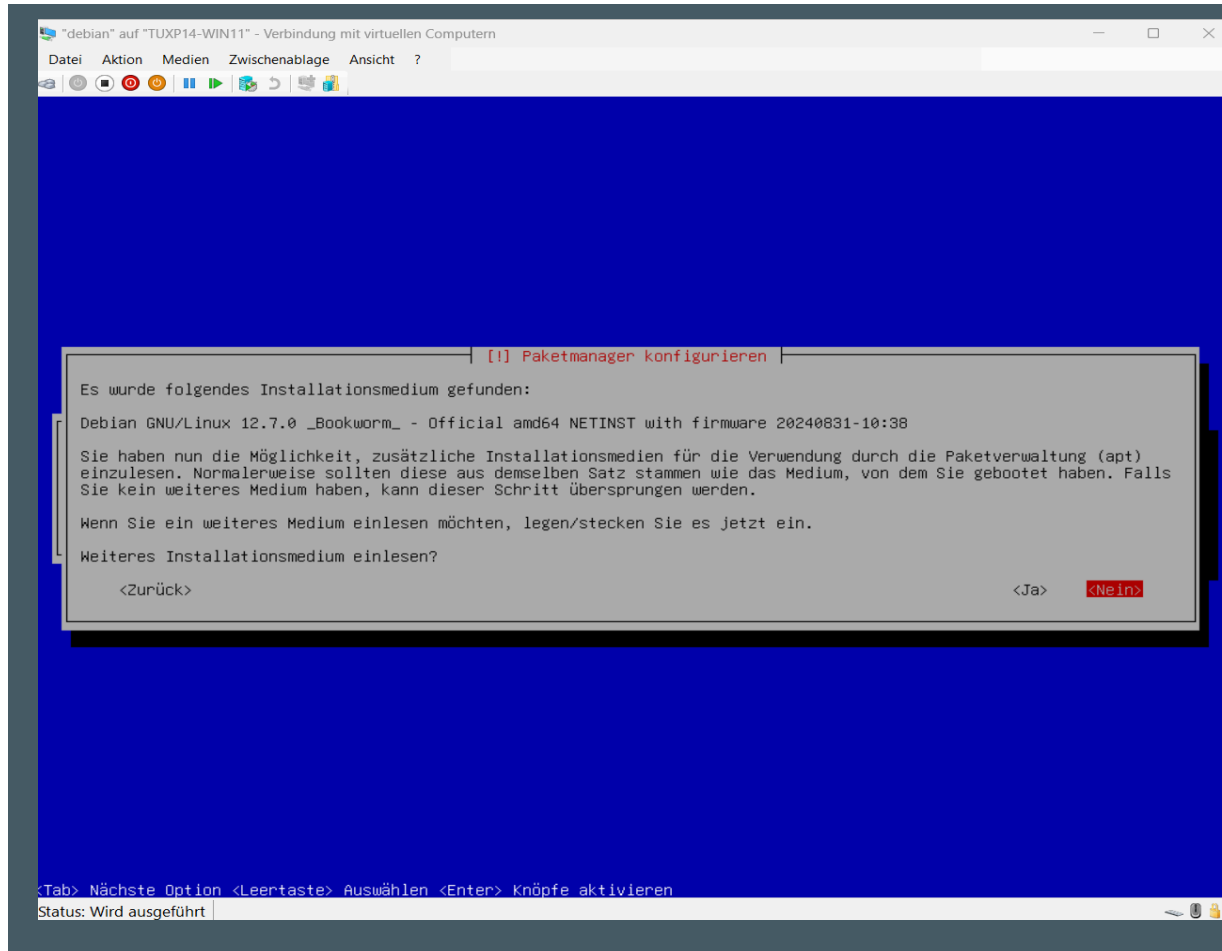 "debian" auf "TUXP14-WIN11" - Verbindung mit virtuellen Computern
Datei Aktion Medien Zwischenablage Ansicht ?
[!] Paketmanager konfigurieren
Es wurde folgendes Installationsmedium gefunden:
Debian GNU/Linux 12.7.0 _Bookworm_ - Official amd64 NETINST with firmware 20240831-10:38
Sie haben nun die Möglichkeit, zusätzliche Installationsmedien für die Verwendung durch die Paketverwaltung (apt)
einzulesen. Normalerweise sollten diese aus demselben Satz stammen wie das Medium, von dem Sie gebootet haben. Falls
Sie kein weiteres Medium haben, kann dieser Schritt übersprungen werden.
Wenn Sie ein weiteres Medium einlesen möchten, legen/stecken Sie es jetzt ein.
Weiteres Installationsmedium einlesen?
<Zurück> <Ja> <Nein>
<Tab> Nächste Option <Leertaste> Auswählen <Enter> Knöpfe aktivieren
Status: Wird ausgeführt